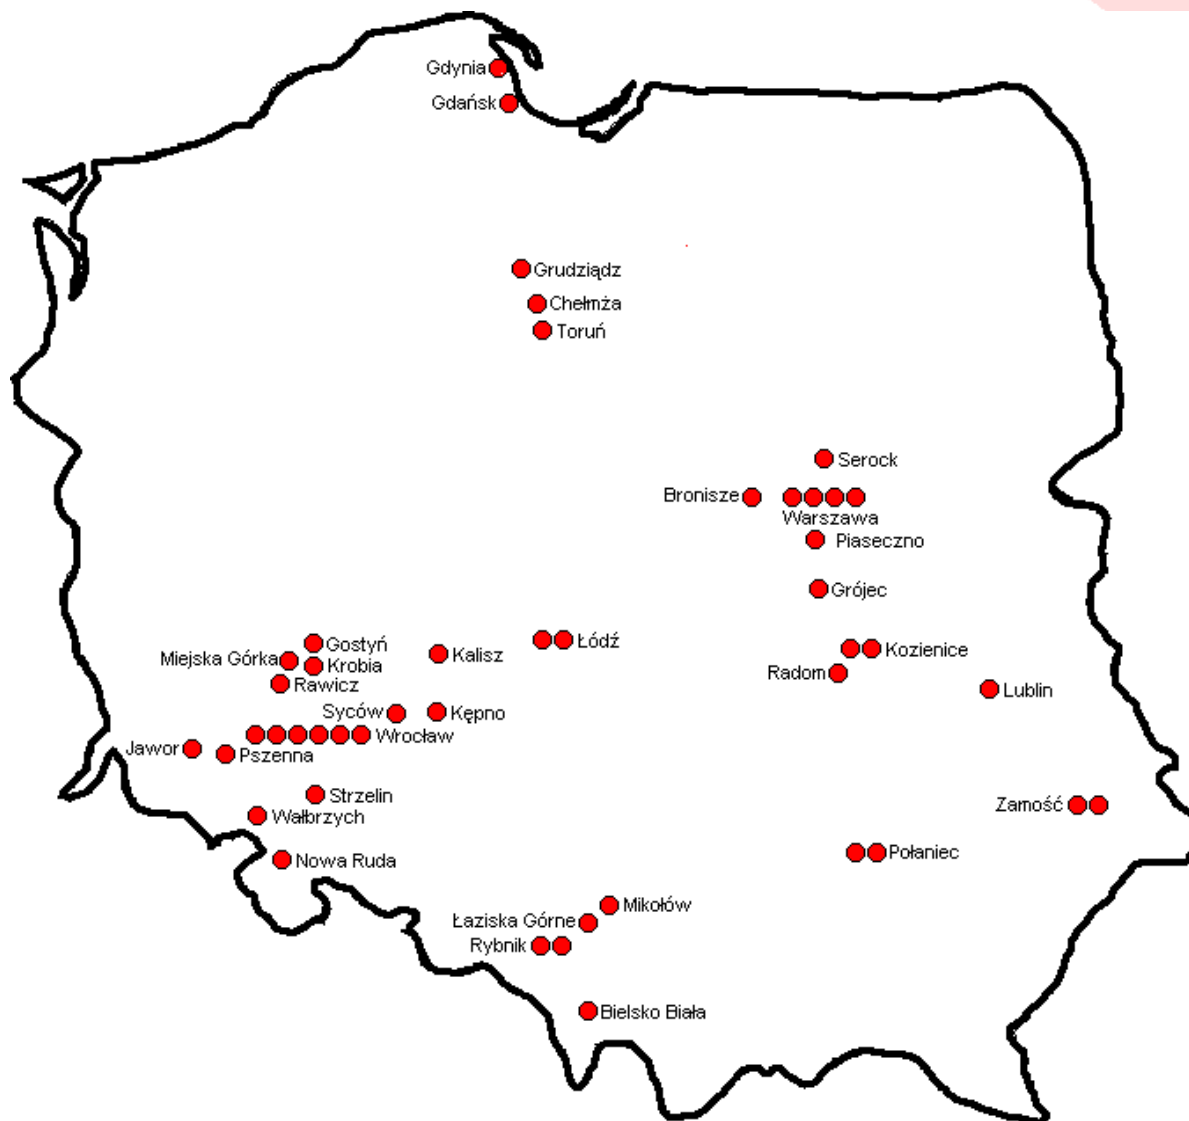 Gdynia
Gdańsk
Grudziądz
Chełmża
Toruń
Serock
Bronisze
Warszawa
Piaseczno
Grójec
Gostyń
Łódź
Kozienice
Kalisz
Miejska Górka
Krobia
Radom
Rawicz
Lublin
Syców
Kępno
Wrocław
Jawor
Pszenna
Strzelin
Zamość
Wałbrzych
Połaniec
Nowa Ruda
Mikołów
Łaziska Górne
Rybnik
Bielsko Biała